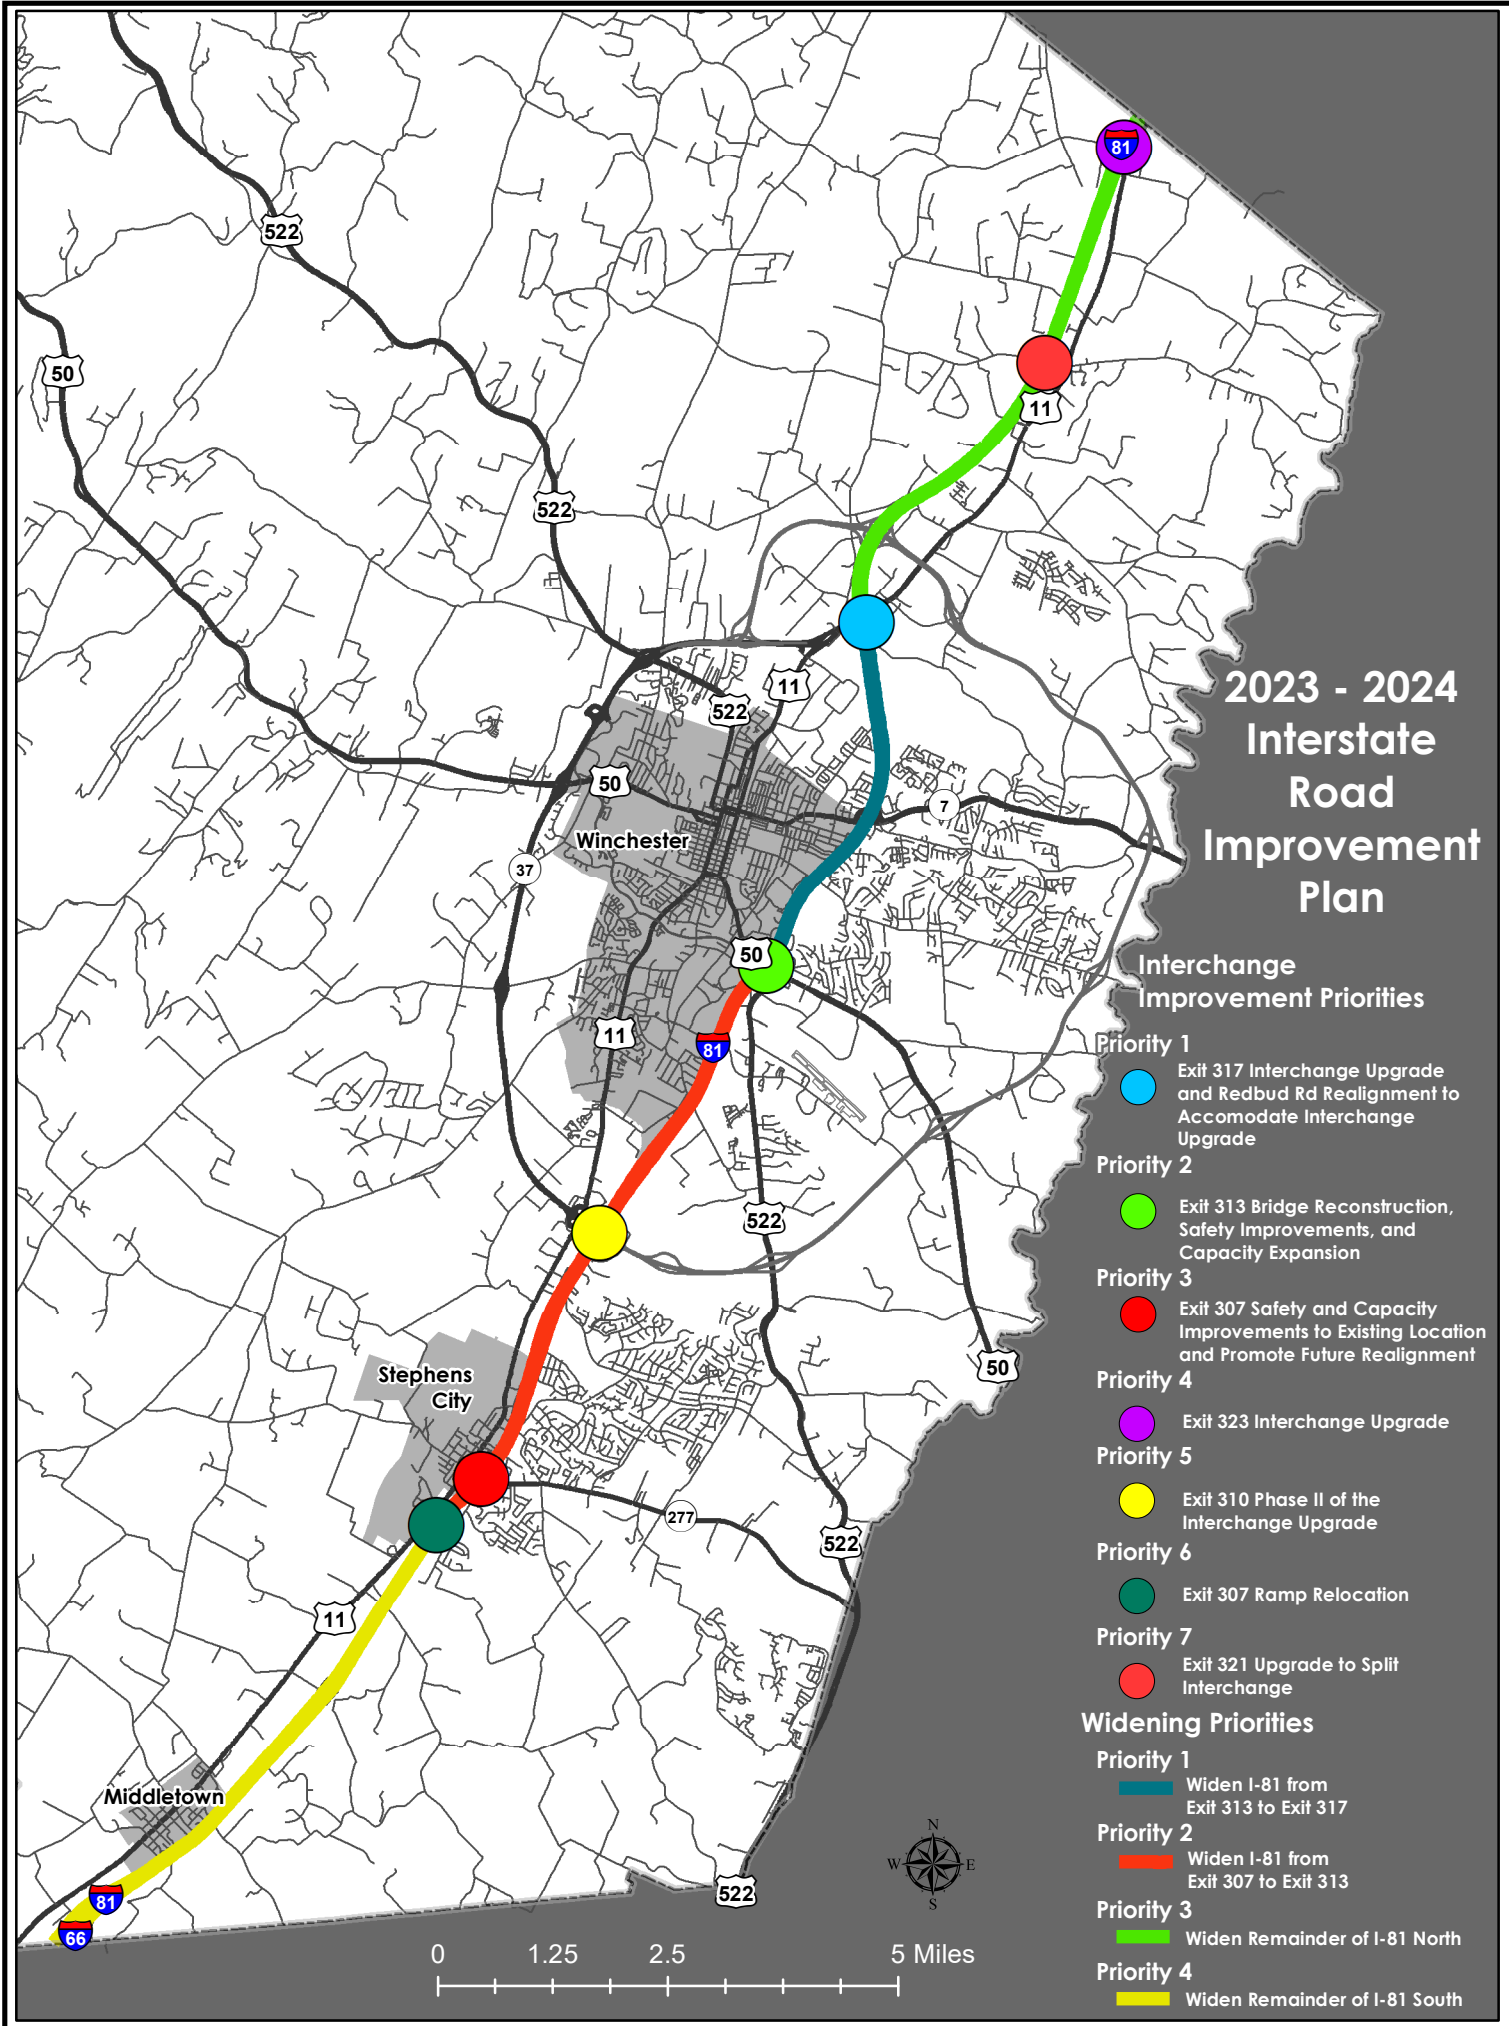 81
522
50
11
522
11
522
50
7
Winchester
37
50
11
81
522
50
Stephens
City
277
522
11
Middletown
81
66
522
N
W E
S
0 1.25 2.5 5 Miles
2023 - 2024
Interstate
Road
Improvement
Plan
Interchange
Improvement Priorities
Priority 1
Exit 317 Interchange Upgrade
and Redbud Rd Realignment to
Accomodate Interchange
Upgrade
Priority 2
Exit 313 Bridge Reconstruction,
Safety Improvements, and
Capacity Expansion
Priority 3
Exit 307 Safety and Capacity
Improvements to Existing Location
and Promote Future Realignment
Priority 4
Exit 323 Interchange Upgrade
Priority 5
Exit 310 Phase II of the
Interchange Upgrade
Priority 6
Exit 307 Ramp Relocation
Priority 7
Exit 321 Upgrade to Split
Interchange
Widening Priorities
Priority 1
Widen I-81 from
Exit 313 to Exit 317
Priority 2
Widen I-81 from
Exit 307 to Exit 313
Priority 3
Widen Remainder of I-81 North
Priority 4
Widen Remainder of I-81 South